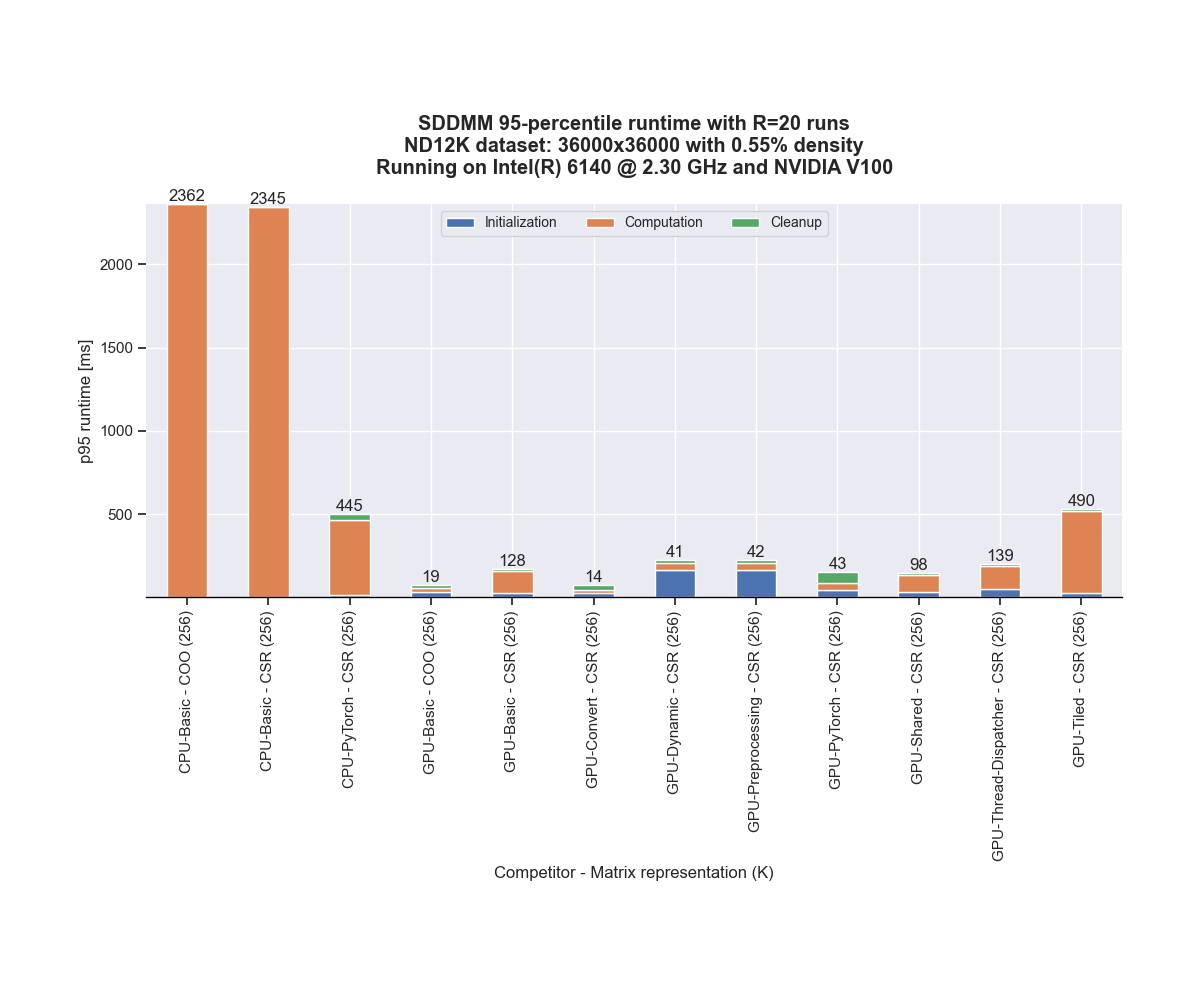 SDDMM 95-percentile runtime with R=20 runs
ND12K dataset: 36000x36000 with 0.55% density
Running on Intel(R) 6140 @ 2.30 GHz and NVIDIA V100
Initialization Computation Cleanup
2362 2345 445 19 128 14 41 42 43 98 139 490
p95 runtime [ms]
2000
1500
1000
500
CPU-Basic - COO (256)
CPU-Basic - CSR (256)
CPU-PyTorch - CSR (256)
GPU-Basic - COO (256)
GPU-Basic - CSR (256)
GPU-Convert - CSR (256)
GPU-Dynamic - CSR (256)
GPU-Preprocessing - CSR (256)
GPU-PyTorch - CSR (256)
GPU-Shared - CSR (256)
GPU-Thread-Dispatcher - CSR (256)
GPU-Tiled - CSR (256)
Competitor - Matrix representation (K)